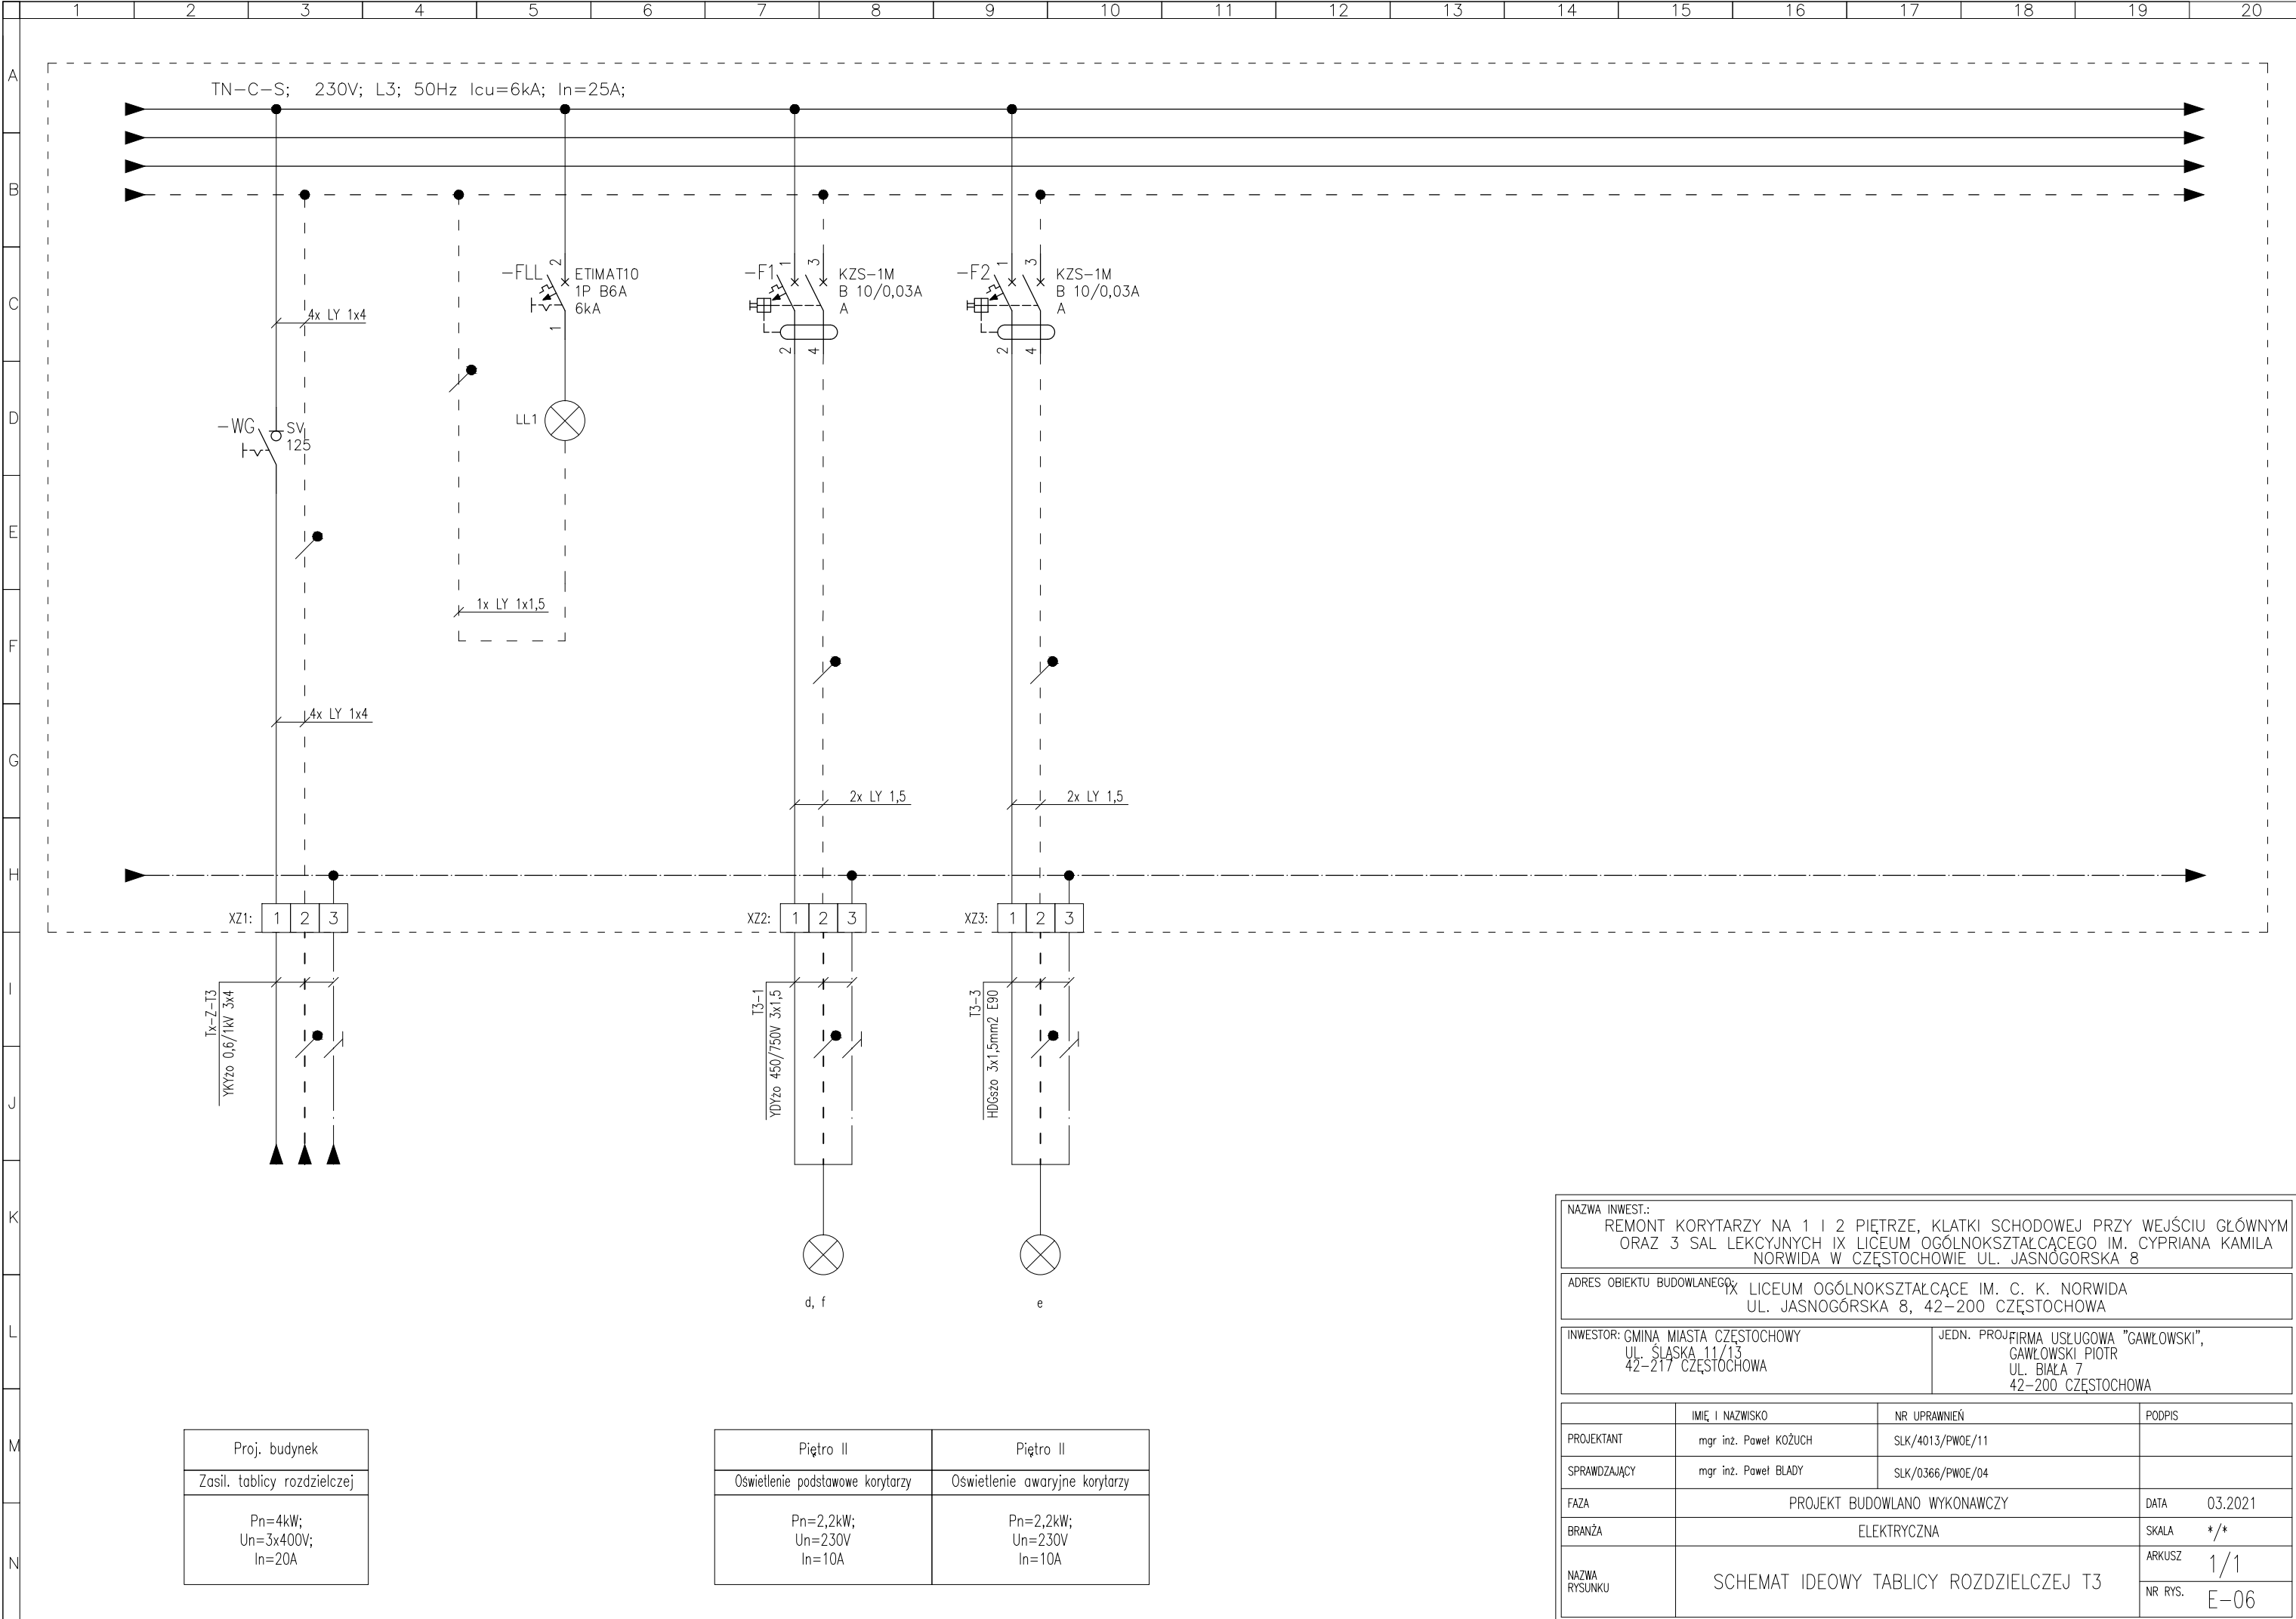 1 2 3 4 5 6 7 8 9 10 11 12 13 14 15 16 17 18 19 20
A
B
C
D
E
F
G
H
I
J
K
L
M
N
TN-C-S; 230V; L3; 50Hz Icu=6kA; In=25A;
4x LY 1x4
-WG
SV
125
4x LY 1x4
1x LY 1x1,5
-FLL
2
1
ETIMAT10
1P B6A
6kA
LL1
-F1
1
3
2
4
KZS-1M
B 10/0,03A
A
-F2
1
3
2
4
KZS-1M
B 10/0,03A
A
2x LY 1,5
2x LY 1,5
XZ1: 1 2 3
XZ2: 1 2 3
XZ3: 1 2 3
Tx-Z-T3
YKYżo 0,6/1kV 3x4
T3-1
YDYżo 450/750V 3x1,5
T3-3
HDGsżo 3x1,5mm2 E90
d, f
e
Proj. budynek
Zasil. tablicy rozdzielczej
Pn=4kW;
Un=3x400V;
In=20A
Piętro II
Oświetlenie podstawowe korytarzy
Pn=2,2kW;
Un=230V
In=10A
Piętro II
Oświetlenie awaryjne korytarzy
Pn=2,2kW;
Un=230V
In=10A
NAZWA INWEST.:
REMONT KORYTARZY NA 1 I 2 PIĘTRZE, KLATKI SCHODOWEJ PRZY WEJŚCIU GŁÓWNYM
ORAZ 3 SAL LEKCYJNYCH IX LICEUM OGÓLNOKSZTAŁCĄCEGO IM. CYPRIANA KAMILA
NORWIDA W CZĘSTOCHOWIE UL. JASNOGÓRSKA 8
ADRES OBIEKTU BUDOWLANEGO:
IX LICEUM OGÓLNOKSZTAŁCĄCE IM. C. K. NORWIDA
UL. JASNOGÓRSKA 8, 42-200 CZĘSTOCHOWA
INWESTOR: GMINA MIASTA CZĘSTOCHOWY
UL. ŚLĄSKA 11/13
42-217 CZĘSTOCHOWA
JEDN. PROJ.: FIRMA USŁUGOWA "GAWŁOWSKI",
GAWŁOWSKI PIOTR
UL. BIAŁA 7
42-200 CZĘSTOCHOWA
IMIĘ I NAZWISKO NR UPRAWNIEŃ PODPIS
PROJEKTANT mgr inż. Paweł KOŻUCH SLK/4013/PWOE/11
SPRAWDZAJĄCY mgr inż. Paweł BLADY SLK/0366/PWOE/04
FAZA PROJEKT BUDOWLANO WYKONAWCZY DATA 03.2021
BRANŻA ELEKTRYCZNA SKALA */*
NAZWA
RYSUNKU
SCHEMAT IDEOWY TABLICY ROZDZIELCZEJ T3
ARKUSZ 1/1
NR RYS. E-06